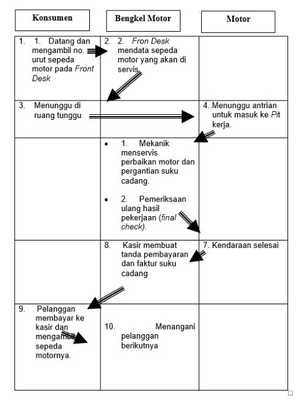 Konsumen
Bengkel Motor
Motor
1. 1. Datang dan
mengambil no.
urut sepeda
motor pada Front
Desk
2. 2. Fron Desk
mendata sepeda
motor yang akan di
servis.
3. Menunggu di
ruang tunggu
4. Menunggu antrian
untuk masuk ke Pit
kerja.
• 1. Mekanik
menservis
perbaikan motor dan
pergantian suku
cadang.
• 2. Pemeriksaan
ulang hasil
pekerjaan (final
check).
8. Kasir membuat
tanda pembayaran
dan faktur suku
cadang
7. Kendaraan selesai
9. Pelanggan
membayar ke
kasir dan
mengambil
sepeda
motornya.
10. Menangani
pelanggan
berikutnya